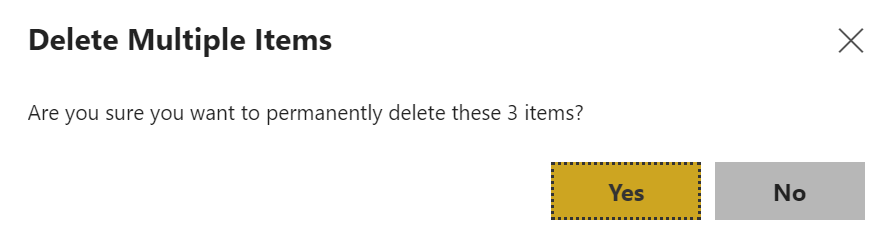 Delete Multiple Items
Are you sure you want to permanently delete these 3 items?
Yes
No